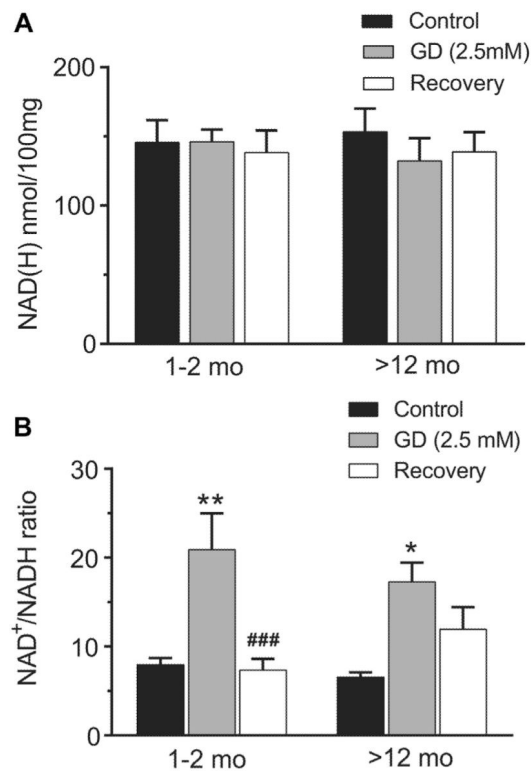 A
Control
GD (2.5mM)
Recovery
NAD(H) nmol/100mg
200
100
0
1-2 mo
>12 mo
B
Control
GD (2.5 mM)
Recovery
NAD⁺/NADH ratio
30
20
10
0
**
###
*
1-2 mo
>12 mo